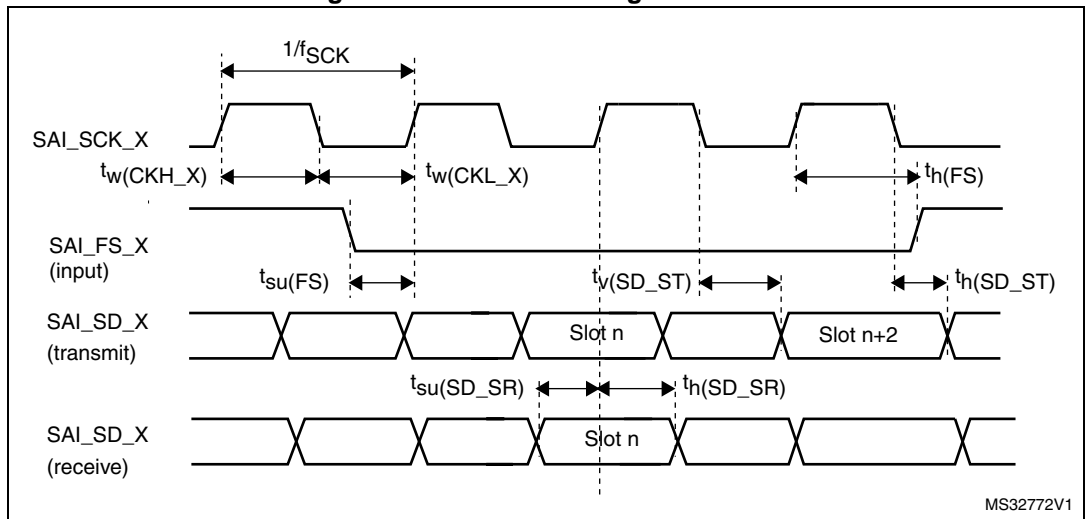 1/fSCK
SAI_SCK_X
tw(CKH_X)
tw(CKL_X)
th(FS)
SAI_FS_X
(input)
tsu(FS)
tv(SD_ST)
th(SD_ST)
SAI_SD_X
(transmit)
Slot n
Slot n+2
tsu(SD_SR)
th(SD_SR)
SAI_SD_X
(receive)
Slot n
MS32772V1